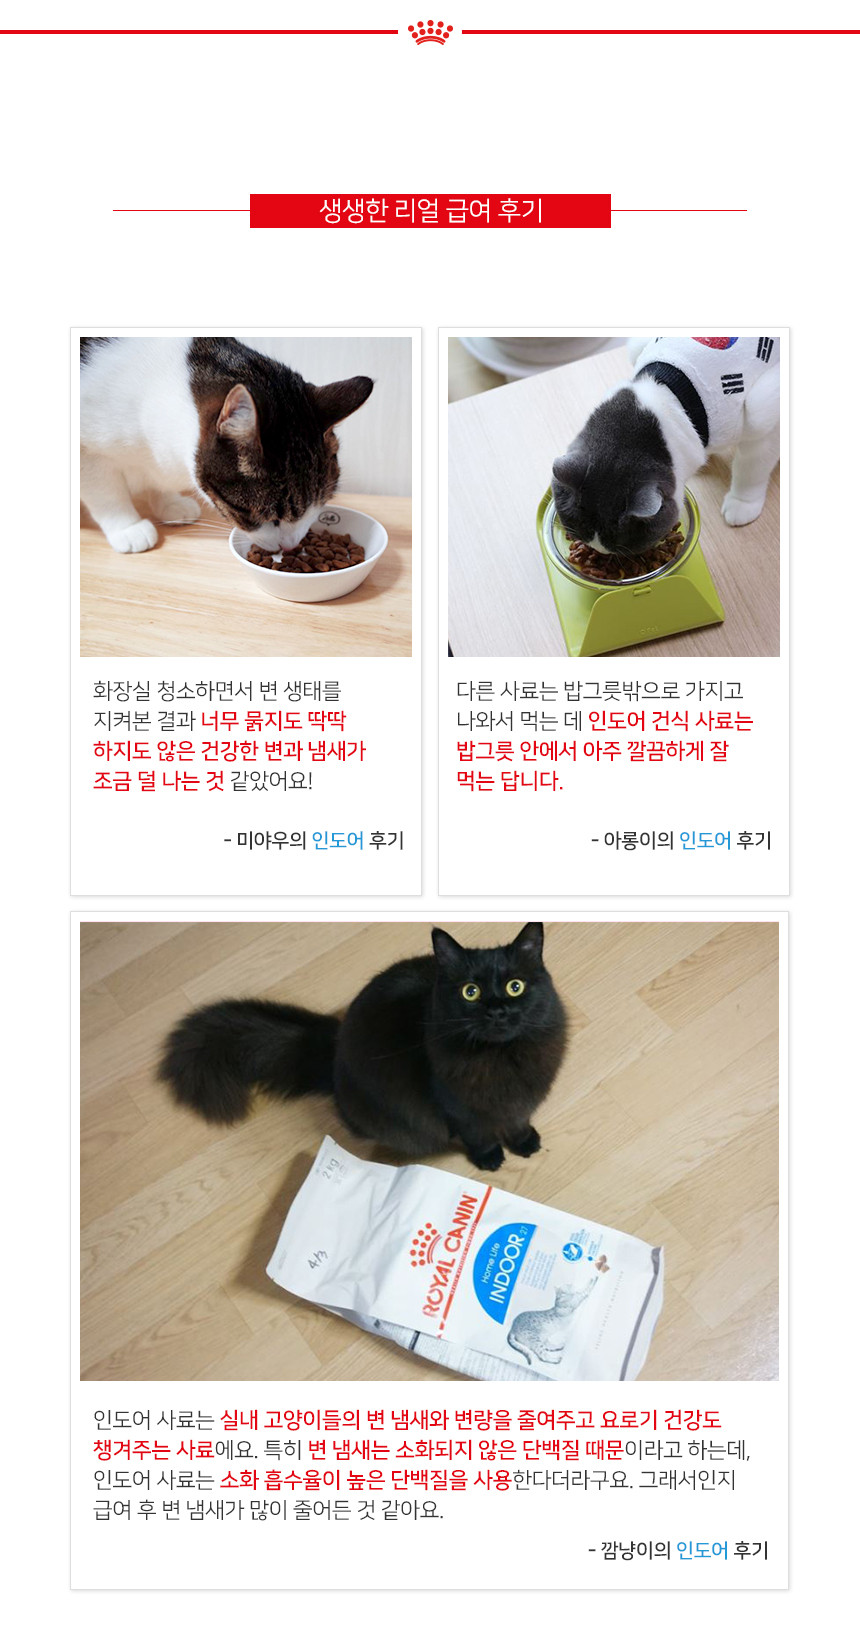 생생한 리얼 급여 후기
화장실 청소하면서 변 생태를
지켜본 결과 너무 묽지도 딱딱
하지도 않은 건강한 변과 냄새가
조금 덜 나는 것 같았어요!
- 미야우의 인도어 후기
다른 사료는 밥그릇밖으로 가지고
나와서 먹는 데 인도어 건식 사료는
밥그릇 안에서 아주 깔끔하게 잘
먹는 답니다.
- 아롱이의 인도어 후기
2kg
4/3
ROYAL CANIN
Home Life
INDOOR 27
인도어 사료는 실내 고양이들의 변 냄새와 변량을 줄여주고 요로기 건강도
챙겨주는 사료에요. 특히 변 냄새는 소화되지 않은 단백질 때문이라고 하는데,
인도어 사료는 소화 흡수율이 높은 단백질을 사용한다더라구요. 그래서인지
급여 후 변 냄새가 많이 줄어든 것 같아요.
- 깜냥이의 인도어 후기